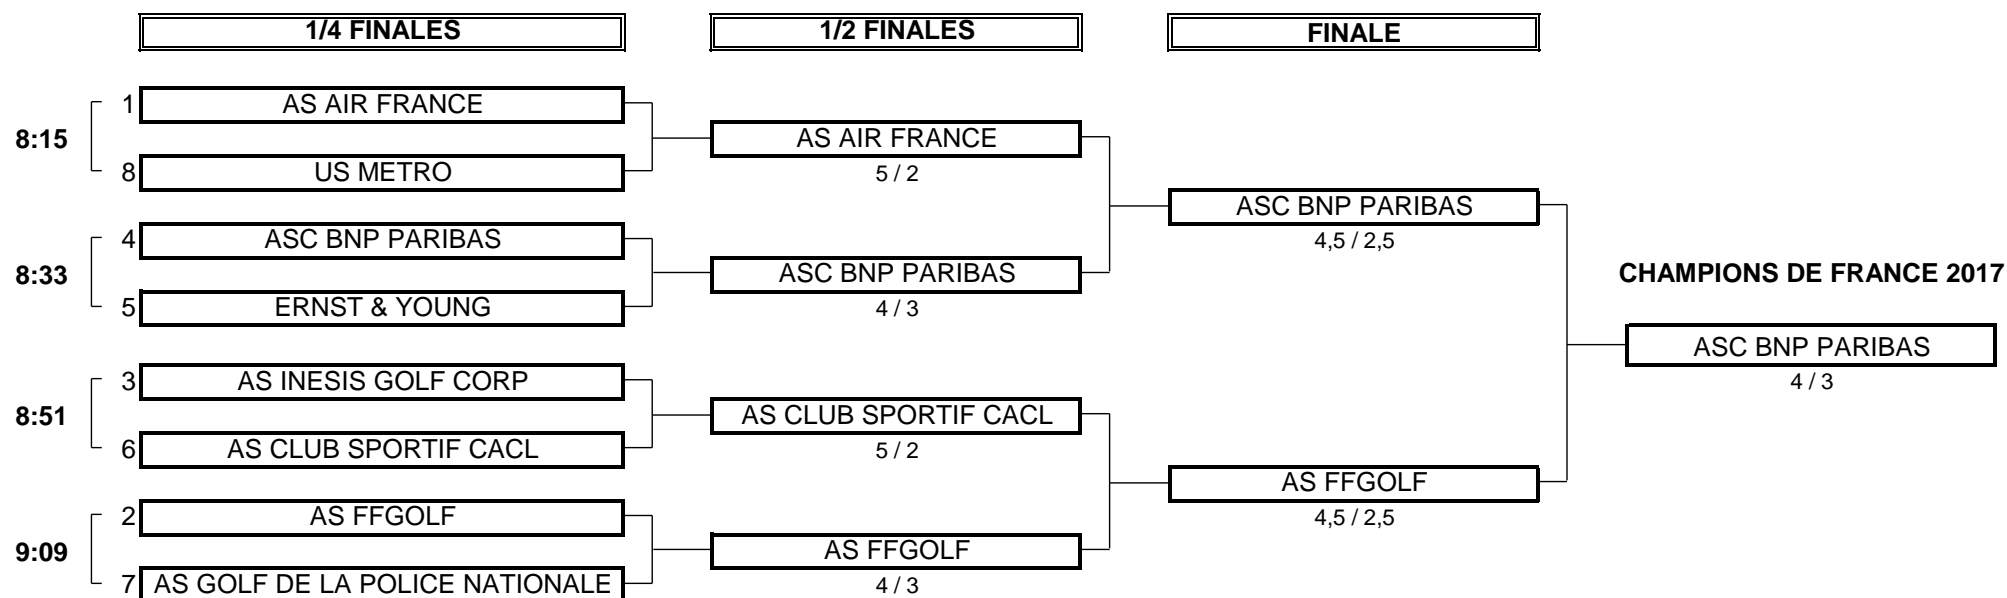 1/4 FINALES
1/2 FINALES
FINALE
8:15
1 AS AIR FRANCE
8 US METRO
8:33
4 ASC BNP PARIBAS
5 ERNST & YOUNG
8:51
3 AS INESIS GOLF CORP
6 AS CLUB SPORTIF CACL
9:09
2 AS FFGOLF
7 AS GOLF DE LA POLICE NATIONALE
AS AIR FRANCE
5 / 2
ASC BNP PARIBAS
4 / 3
AS CLUB SPORTIF CACL
5 / 2
AS FFGOLF
4 / 3
ASC BNP PARIBAS
4,5 / 2,5
AS FFGOLF
4,5 / 2,5
CHAMPIONS DE FRANCE 2017
ASC BNP PARIBAS
4 / 3